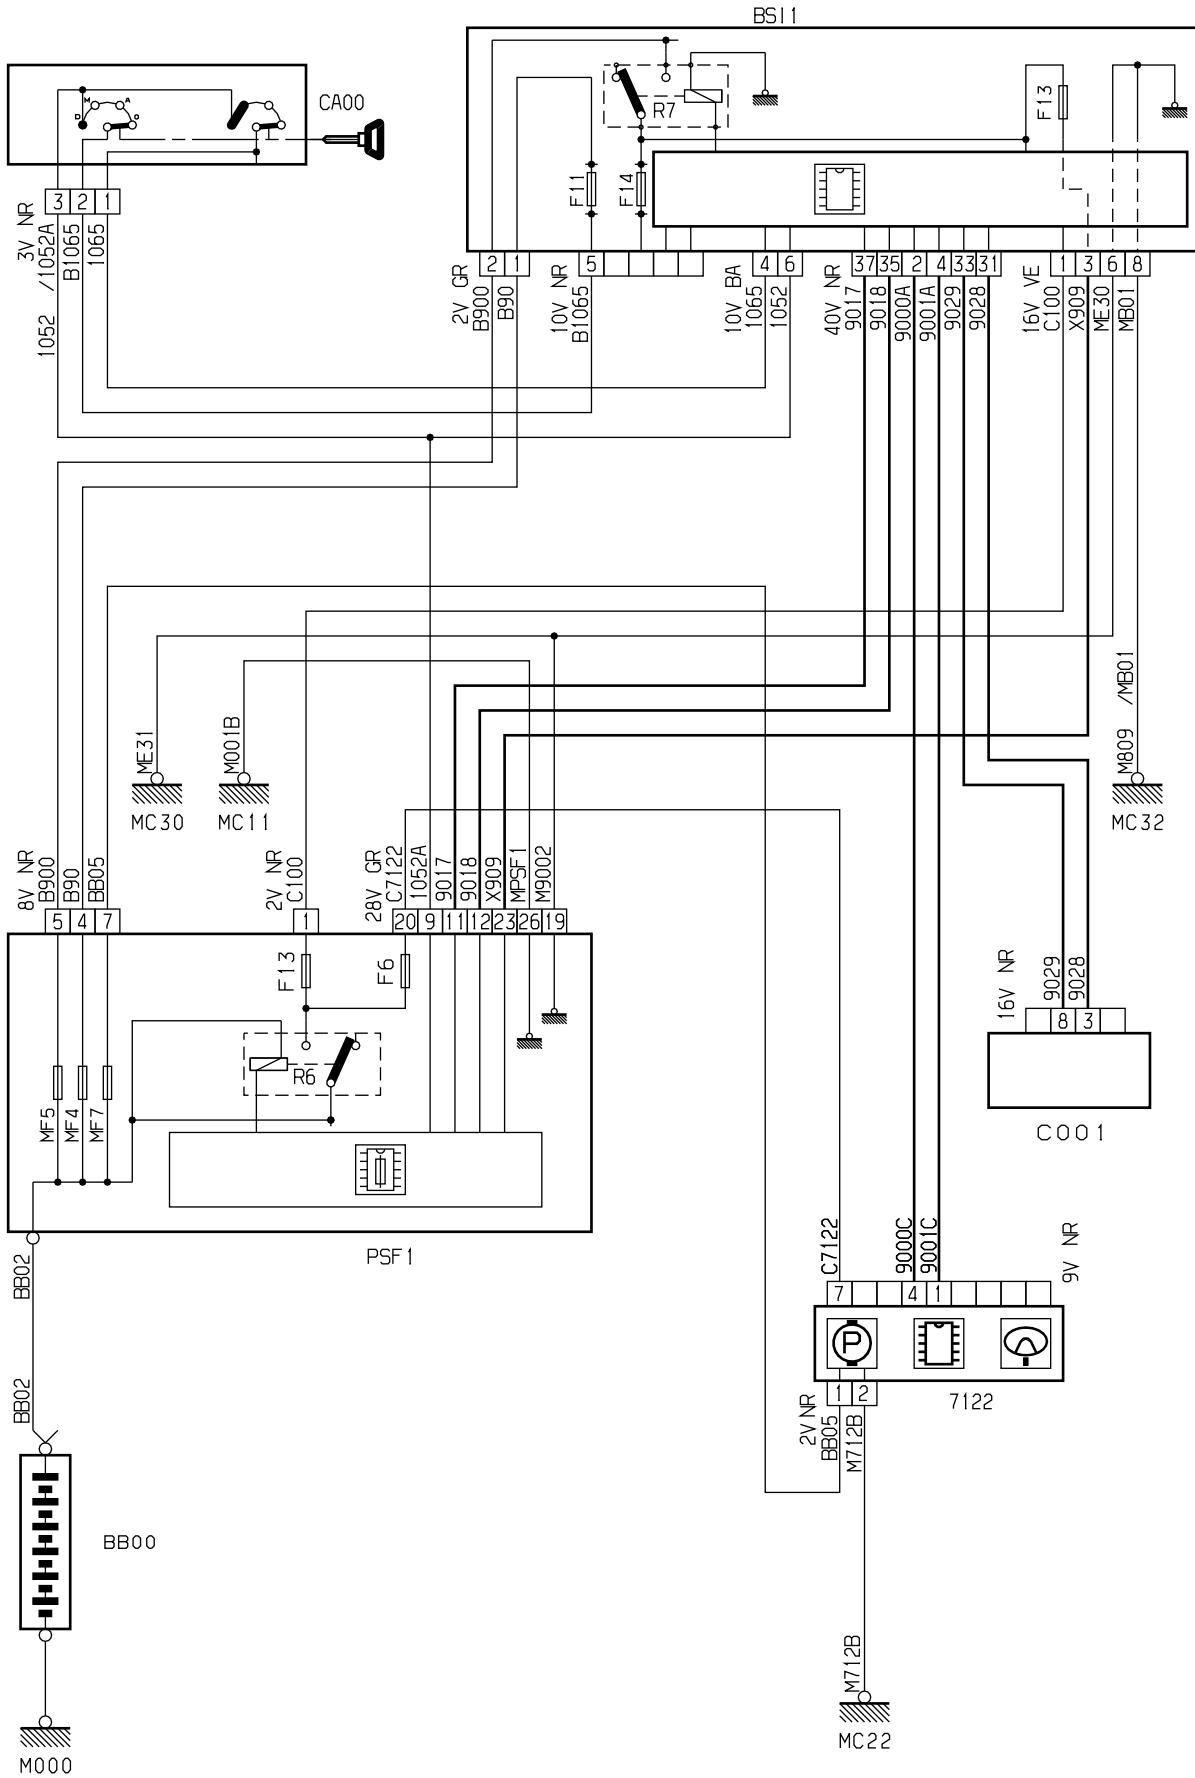 BSI1
CA00
M
A
D
O
R7
F13
F11
F14
3
2
1
3V NR
1052 /1052A
B1065
1065
2
1
5
4
6
37
35
2
4
33
31
1
3
6
8
2V GR
B900
B90
10V NR
B1065
10V BA
1065
1052
40V NR
9017
9018
9000A
9001A
9029
9028
16V VE
C100
X909
ME30
MB01
ME31
MC30
M001B
MC11
M809 /MB01
MC32
8V NR
B900
B90
BB05
2V NR
C100
28V GR
C7122
1052A
9017
9018
X909
MPSF1
M9002
5
4
7
1
20
9
11
12
23
26
19
F13
F6
R6
MF5
MF4
MF7
PSF1
16V NR
9029
9028
8
3
C001
BB02
BB02
BB00
M000
C7122
9000C
9001C
9V NR
7
4
1
P
1
2
7122
2V NR
BB05
M712B
M712B
MC22